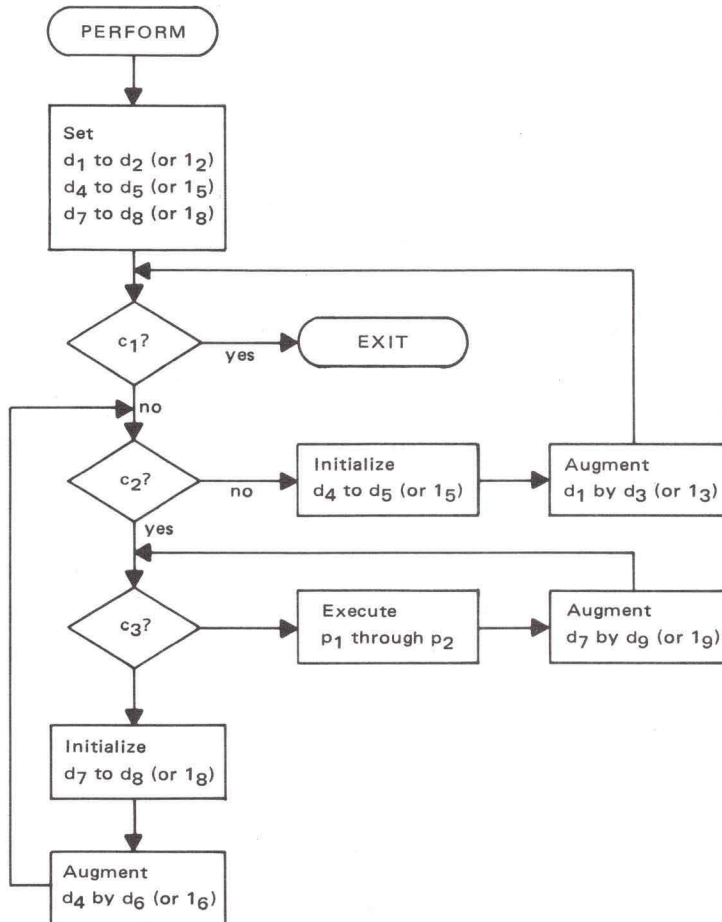 PERFORM
Set
d₁ to d₂ (or 1₂)
d₄ to d₅ (or 1₅)
d₇ to d₈ (or 1₈)
c₁?
yes
EXIT
no
c₂?
no
Initialize
d₄ to d₅ (or 1₅)
Augment
d₁ by d₃ (or 1₃)
yes
c₃?
Execute
p₁ through p₂
Augment
d₇ by d₉ (or 1₉)
Initialize
d₇ to d₈ (or 1₈)
Augment
d₄ by d₆ (or 1₆)